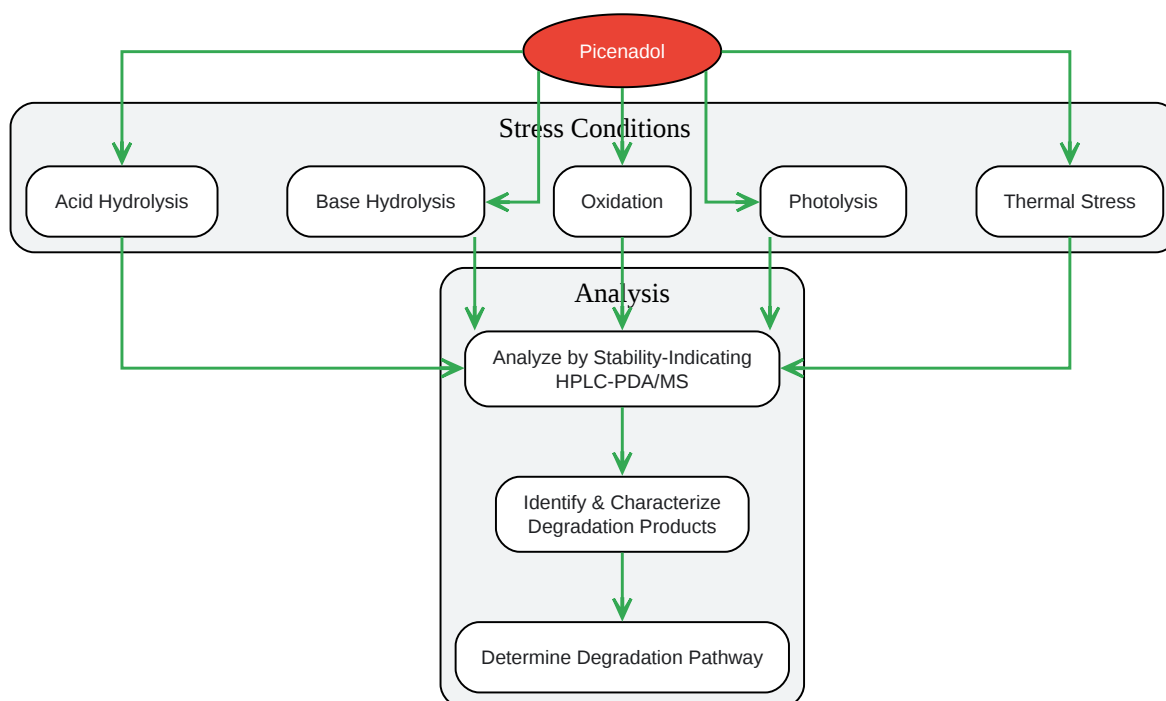 Picenadol
Stress Conditions
Acid Hydrolysis
Base Hydrolysis
Oxidation
Photolysis
Thermal Stress
Analysis
Analyze by Stability-Indicating
HPLC-PDA/MS
Identify & Characterize
Degradation Products
Determine Degradation Pathway